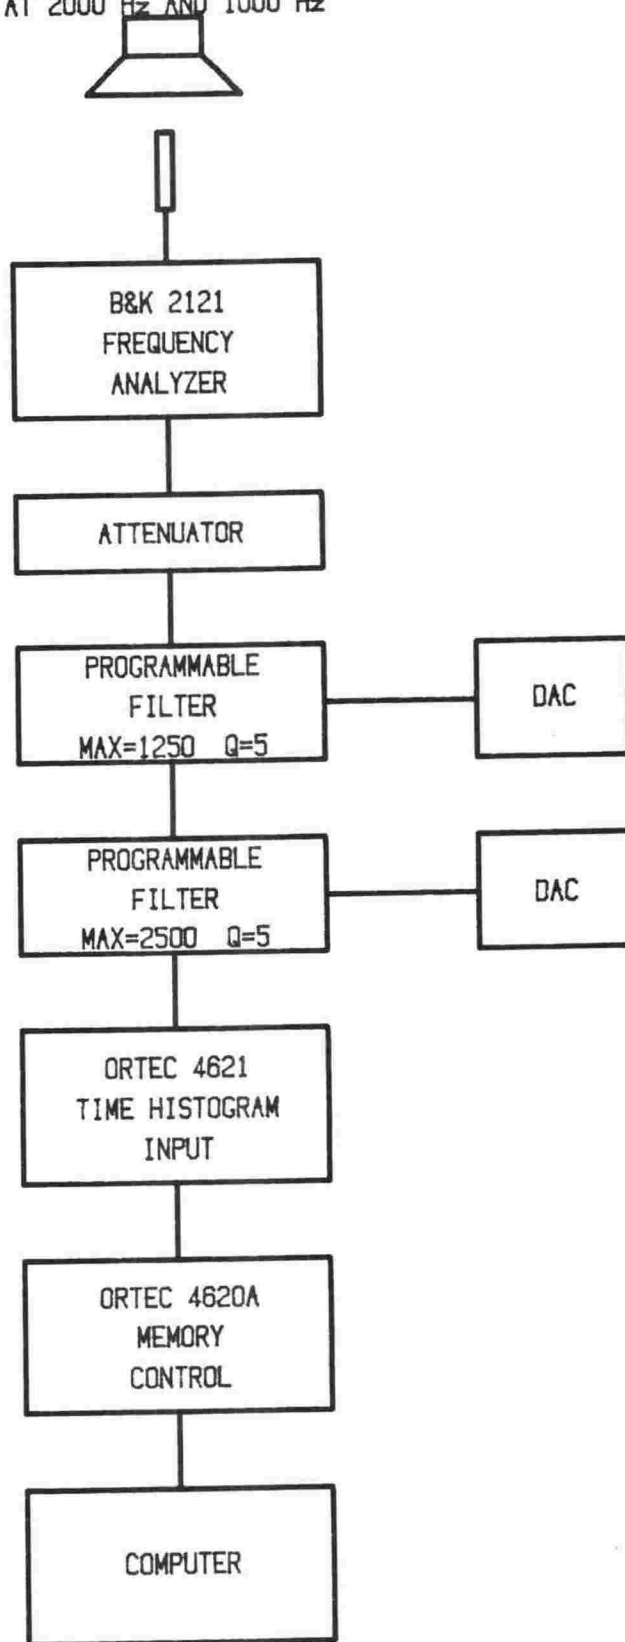 AT 2000 Hz AND 1000 Hz
B&K 2121
FREQUENCY
ANALYZER
ATTENUATOR
PROGRAMMABLE
FILTER
MAX=1250 Q=5
DAC
PROGRAMMABLE
FILTER
MAX=2500 Q=5
DAC
ORTEC 4621
TIME HISTOGRAM
INPUT
ORTEC 4620A
MEMORY
CONTROL
COMPUTER